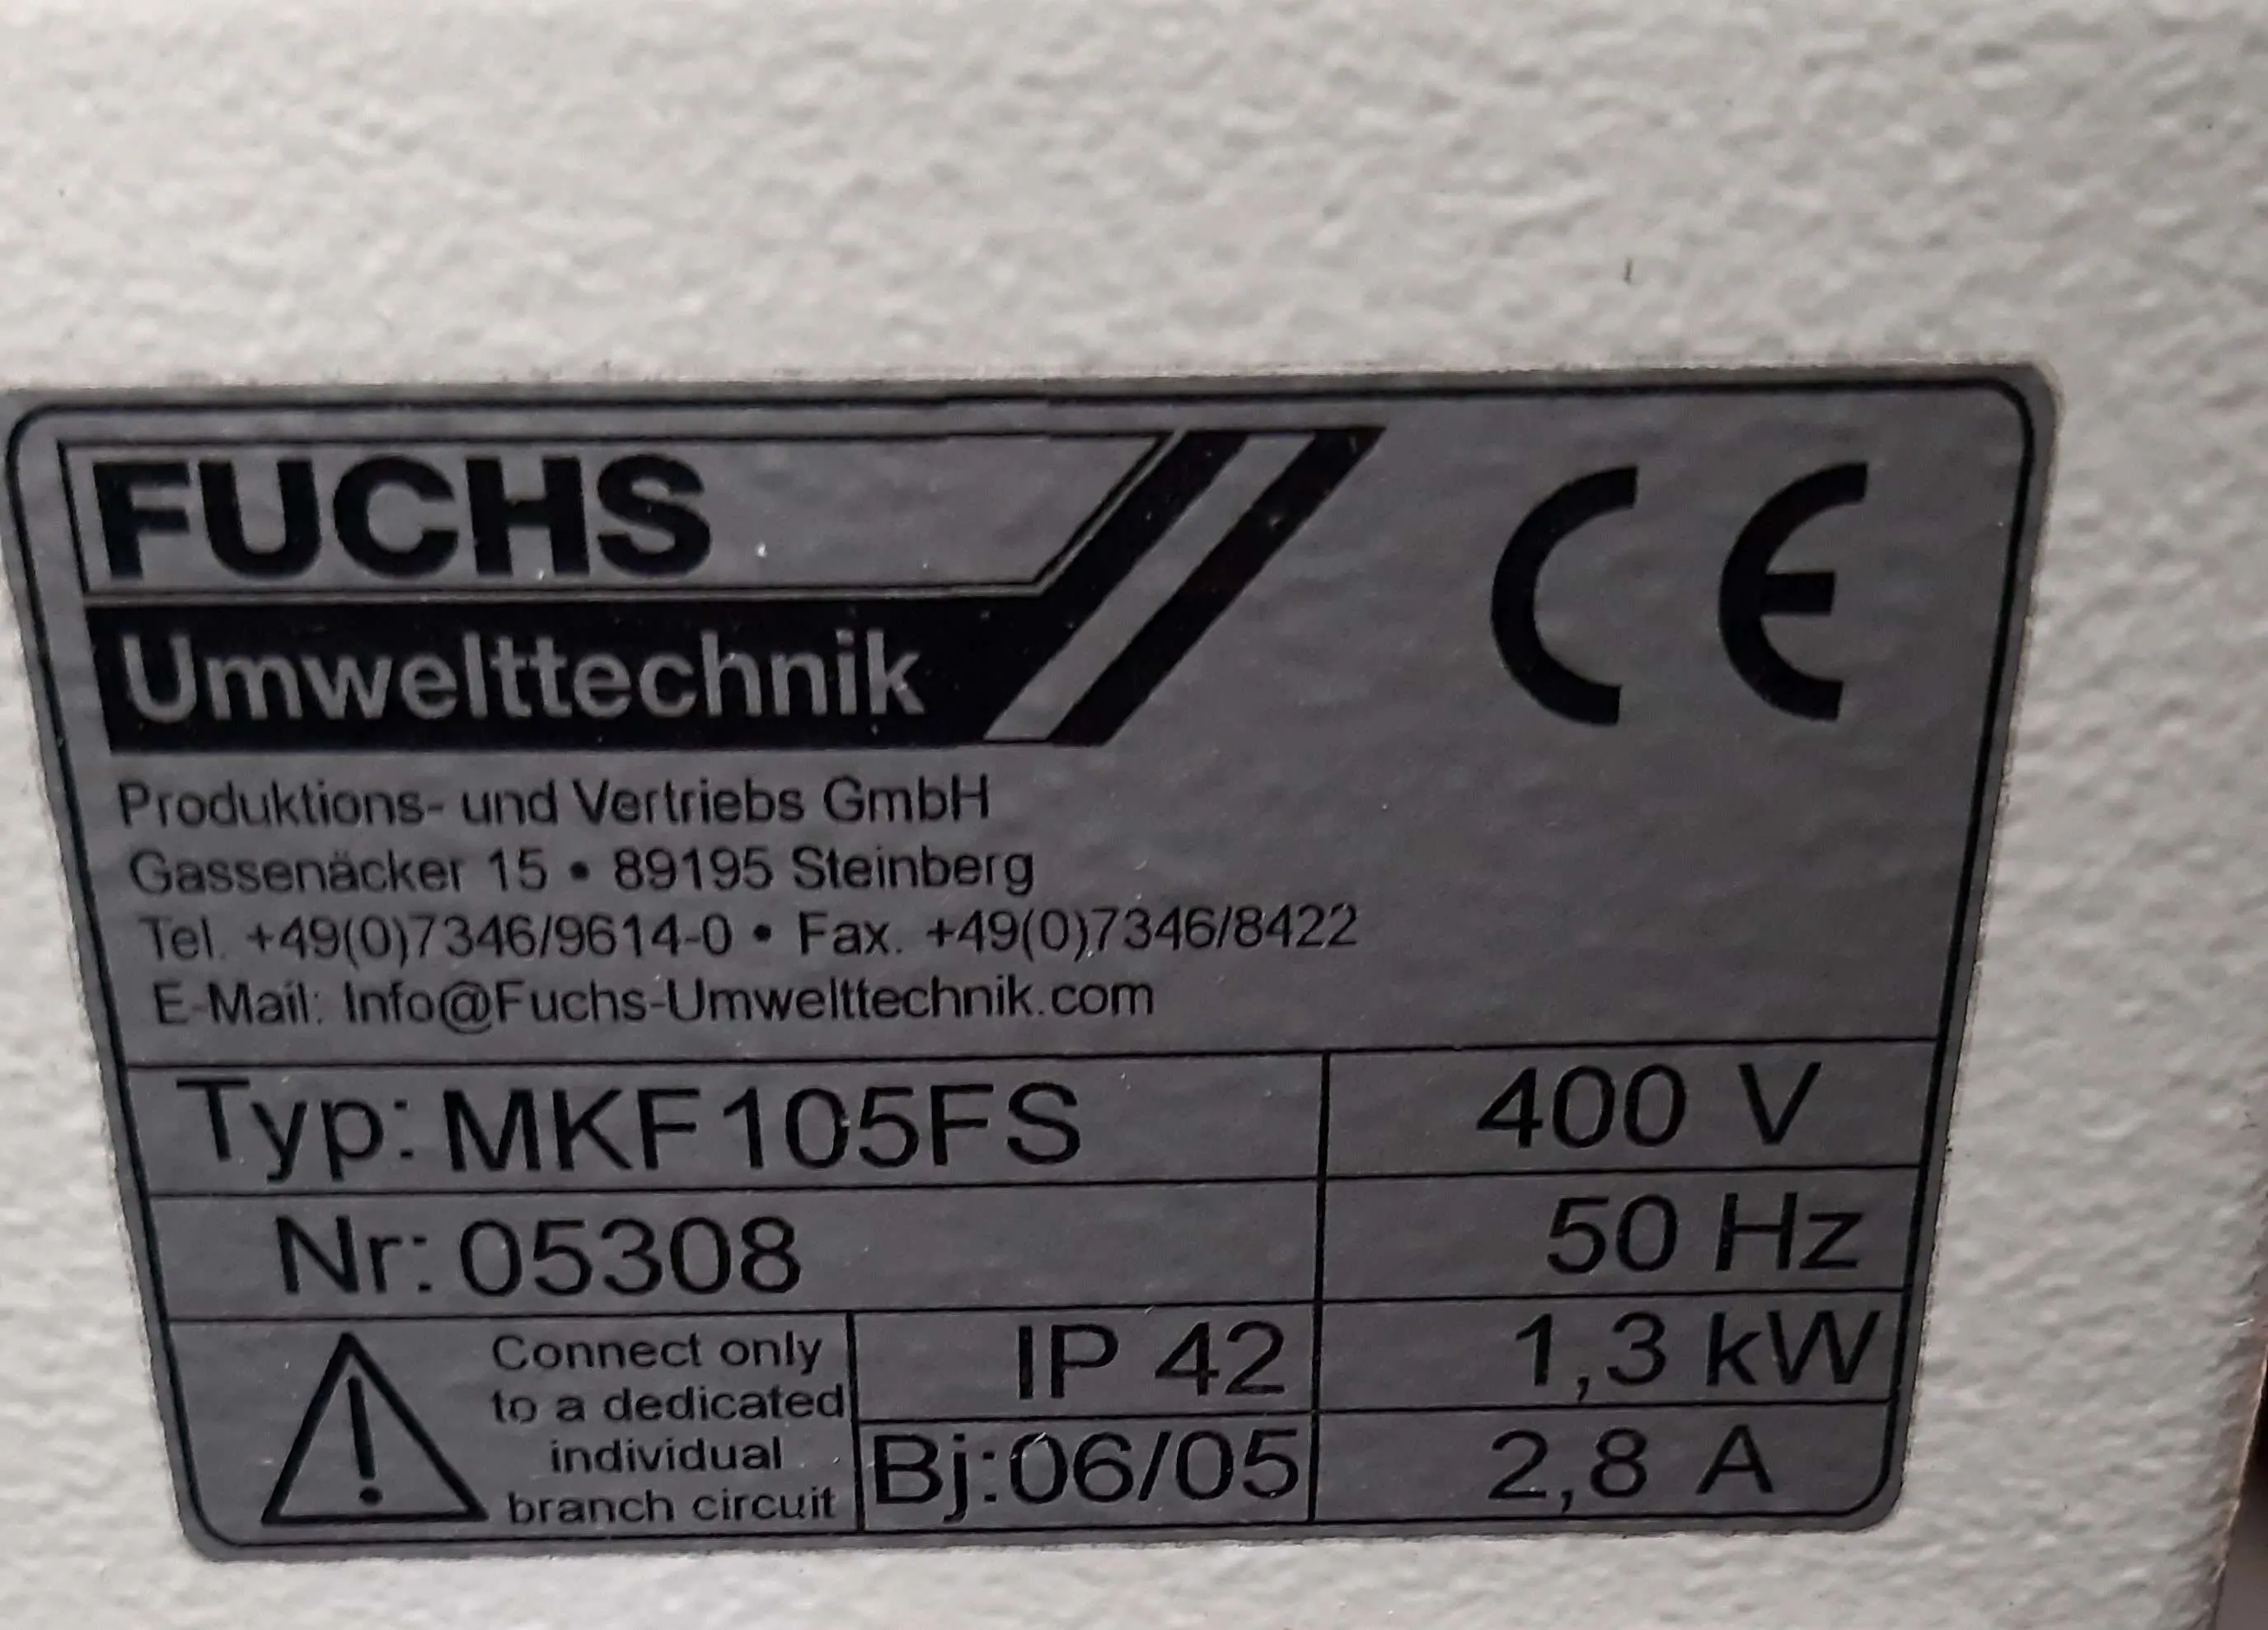 FUCHS
Umwelttechnik
CE
Produktions- und Vertriebs GmbH
Gassenäcker 15 • 89195 Steinberg
Tel. +49(0)7346/9614-0 • Fax. +49(0)7346/8422
E-Mail: Info@Fuchs-Umwelttechnik.com
Typ: MKF105FS
400 V
Nr: 05308
50 Hz
Connect only
to a dedicated
individual
branch circuit
IP 42
1,3 kW
Bj:06/05
2,8 A